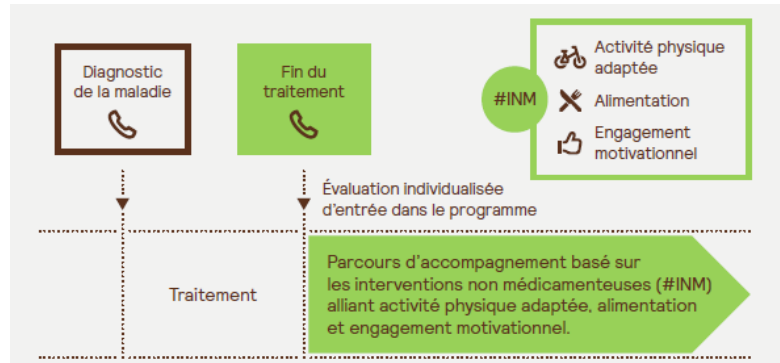 Diagnostic
de la maladie
Fin du
traitement
#INM
Activité physique
adaptée
Alimentation
Engagement
motivationnel
Évaluation individualisée
d'entrée dans le programme
Traitement
Parcours d'accompagnement basé sur
les interventions non médicamenteuses (#INM)
alliant activité physique adaptée, alimentation
et engagement motivationnel.